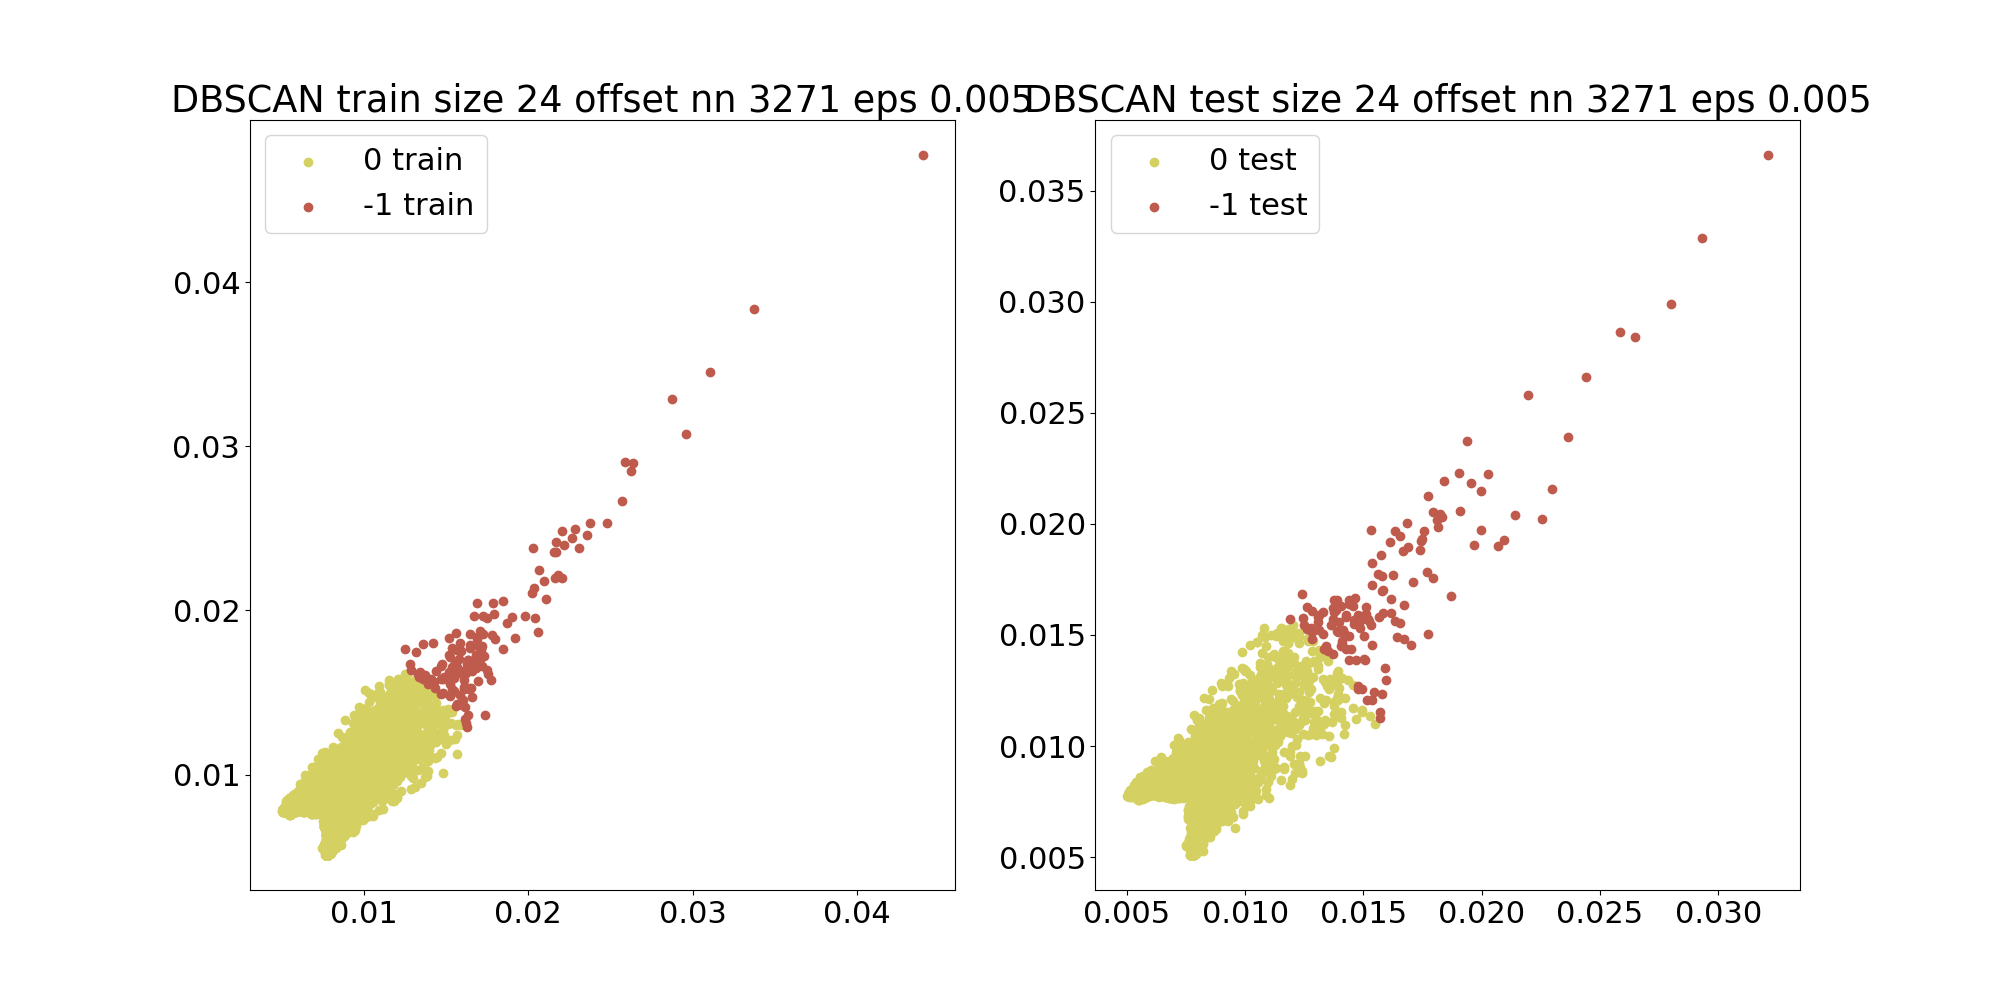 DBSCAN train size 24 offset nn 3271 eps 0.005
0 train
-1 train
0.04
0.03
0.02
0.01
0.01 0.02 0.03 0.04
DBSCAN test size 24 offset nn 3271 eps 0.005
0 test
-1 test
0.035
0.030
0.025
0.020
0.015
0.010
0.005
0.005 0.010 0.015 0.020 0.025 0.030